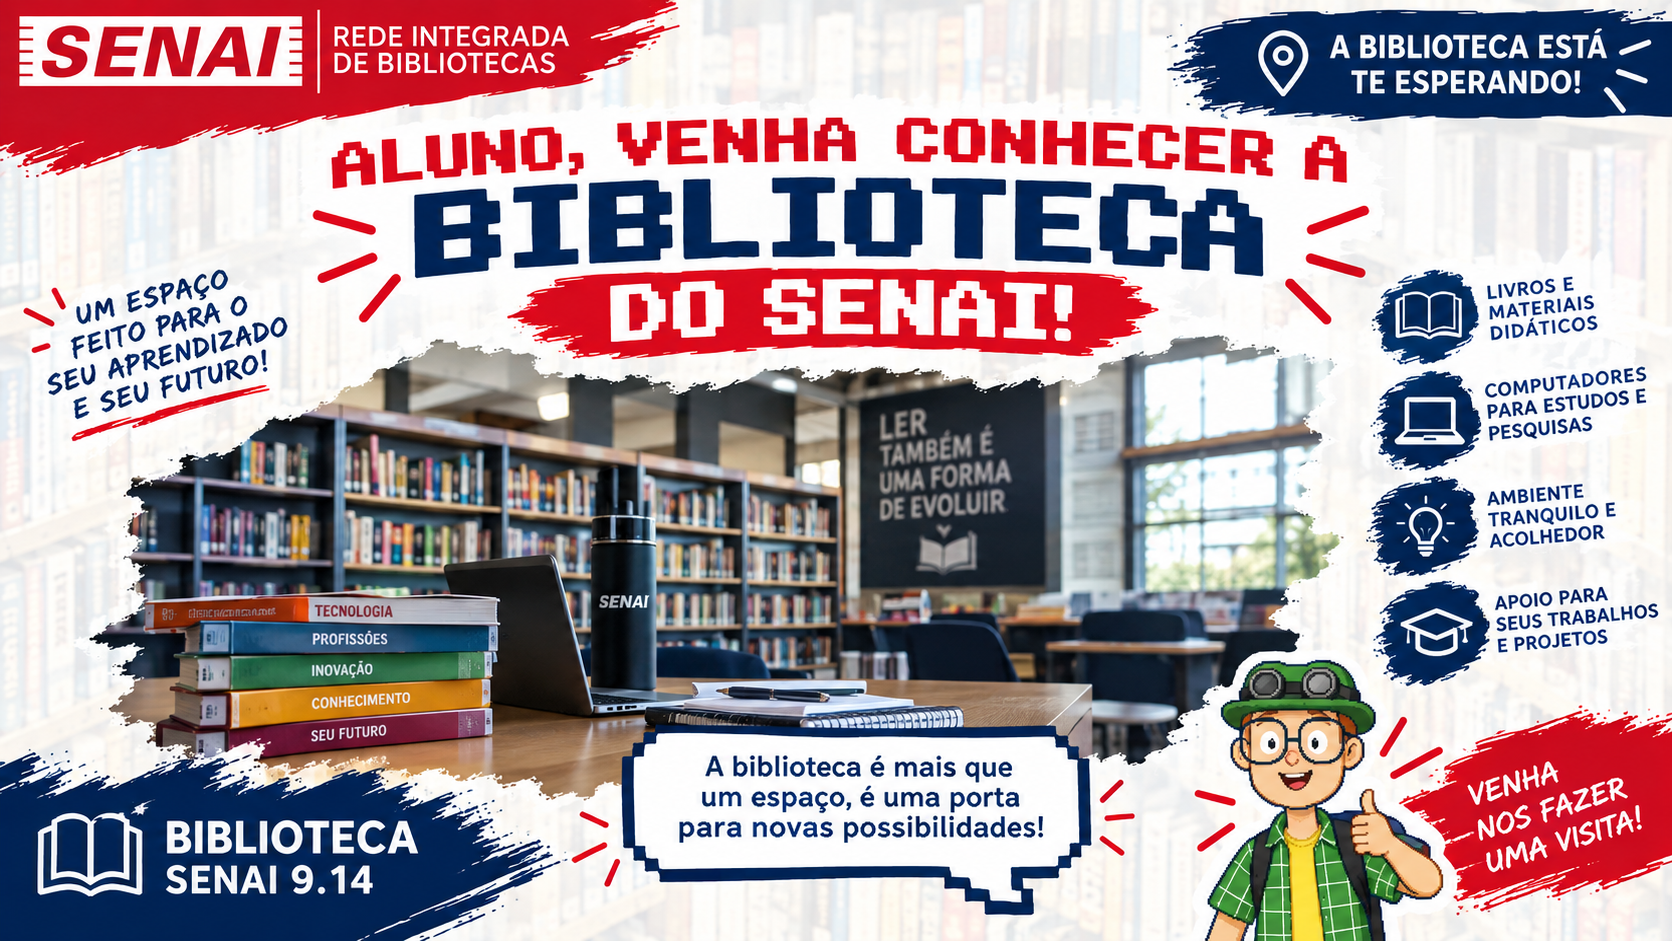 SENAI
REDE INTEGRADA
DE BIBLIOTECAS
A BIBLIOTECA ESTÁ
TE ESPERANDO!
ALUNO, VENHA CONHECER A
BIBLIOTECA
DO SENAI!
UM ESPAÇO
FEITO PARA O
SEU APRENDIZADO
E SEU FUTURO!
LIVROS E
MATERIAIS
DIDÁTICOS
COMPUTADORES
PARA ESTUDOS E
PESQUISAS
AMBIENTE
TRANQUILO E
ACOLHEDOR
APOIO PARA
SEUS TRABALHOS
E PROJETOS
LER
TAMBÉM É
UMA FORMA
DE EVOLUIR
SENAI
TECNOLOGIA
PROFISSÕES
INOVAÇÃO
CONHECIMENTO
SEU FUTURO
A biblioteca é mais que
um espaço, é uma porta
para novas possibilidades!
VENHA
NOS FAZER
UMA VISITA!
BIBLIOTECA
SENAI 9.14